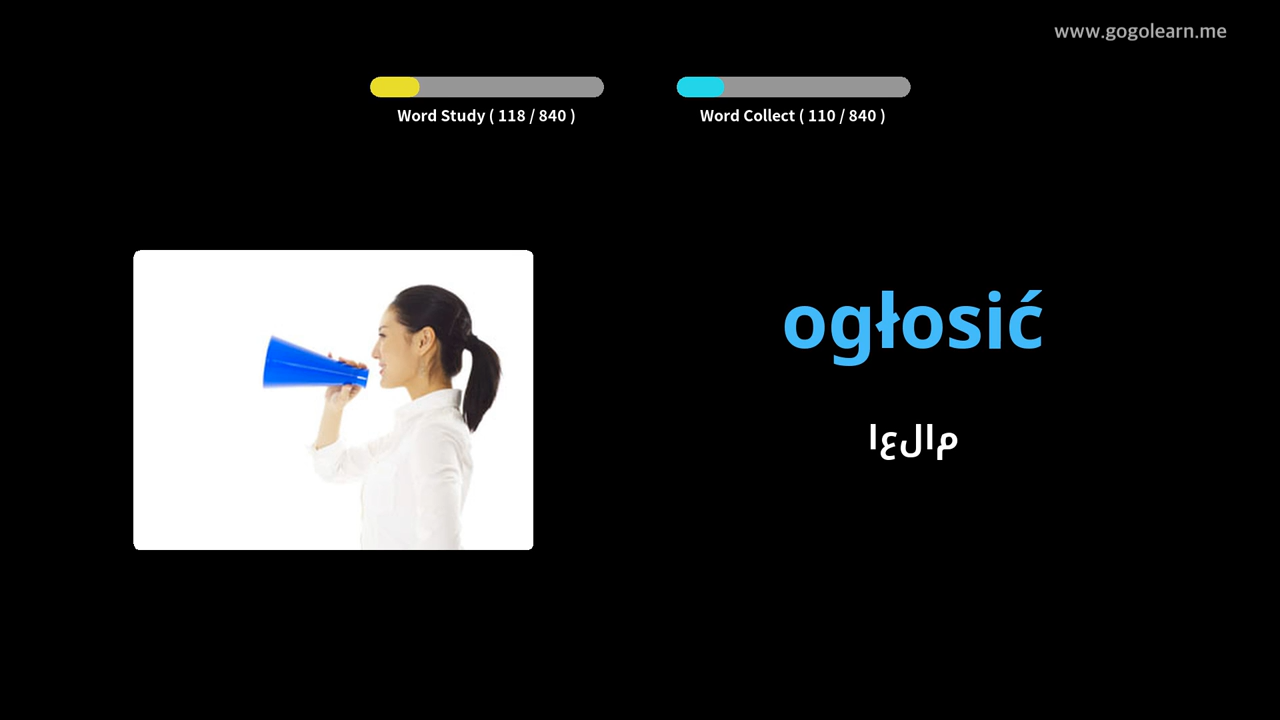 www.gogolearn.me
Word Study ( 118 / 840 )
Word Collect ( 110 / 840 )
ogłosić
اعلام